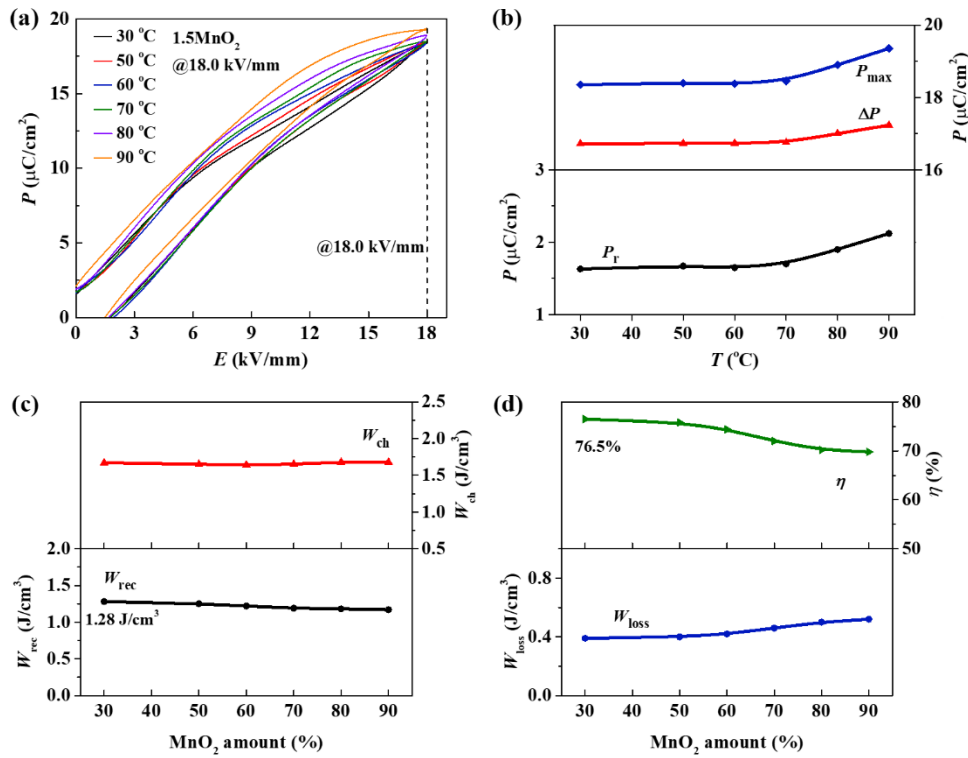 (a)
20
15
10
5
0
P (μC/cm²)
30 °C
50 °C
60 °C
70 °C
80 °C
90 °C
1.5MnO₂
@18.0 kV/mm
@18.0 kV/mm
0 3 6 9 12 15 18
E (kV/mm)
(b)
20
18
16
P (μC/cm²)
Pmax
ΔP
3
2
1
P (μC/cm²)
Pr
30 40 50 60 70 80 90
T (°C)
(c)
2.5
2.0
1.5
1.0
0.5
Wch (J/cm³)
Wch
2.0
1.5
1.0
0.5
0.0
Wrec (J/cm³)
Wrec
1.28 J/cm³
30 40 50 60 70 80 90
MnO₂ amount (%)
(d)
80
70
60
50
η (%)
76.5%
η
0.8
0.4
0.0
Wloss (J/cm³)
Wloss
30 40 50 60 70 80 90
MnO₂ amount (%)